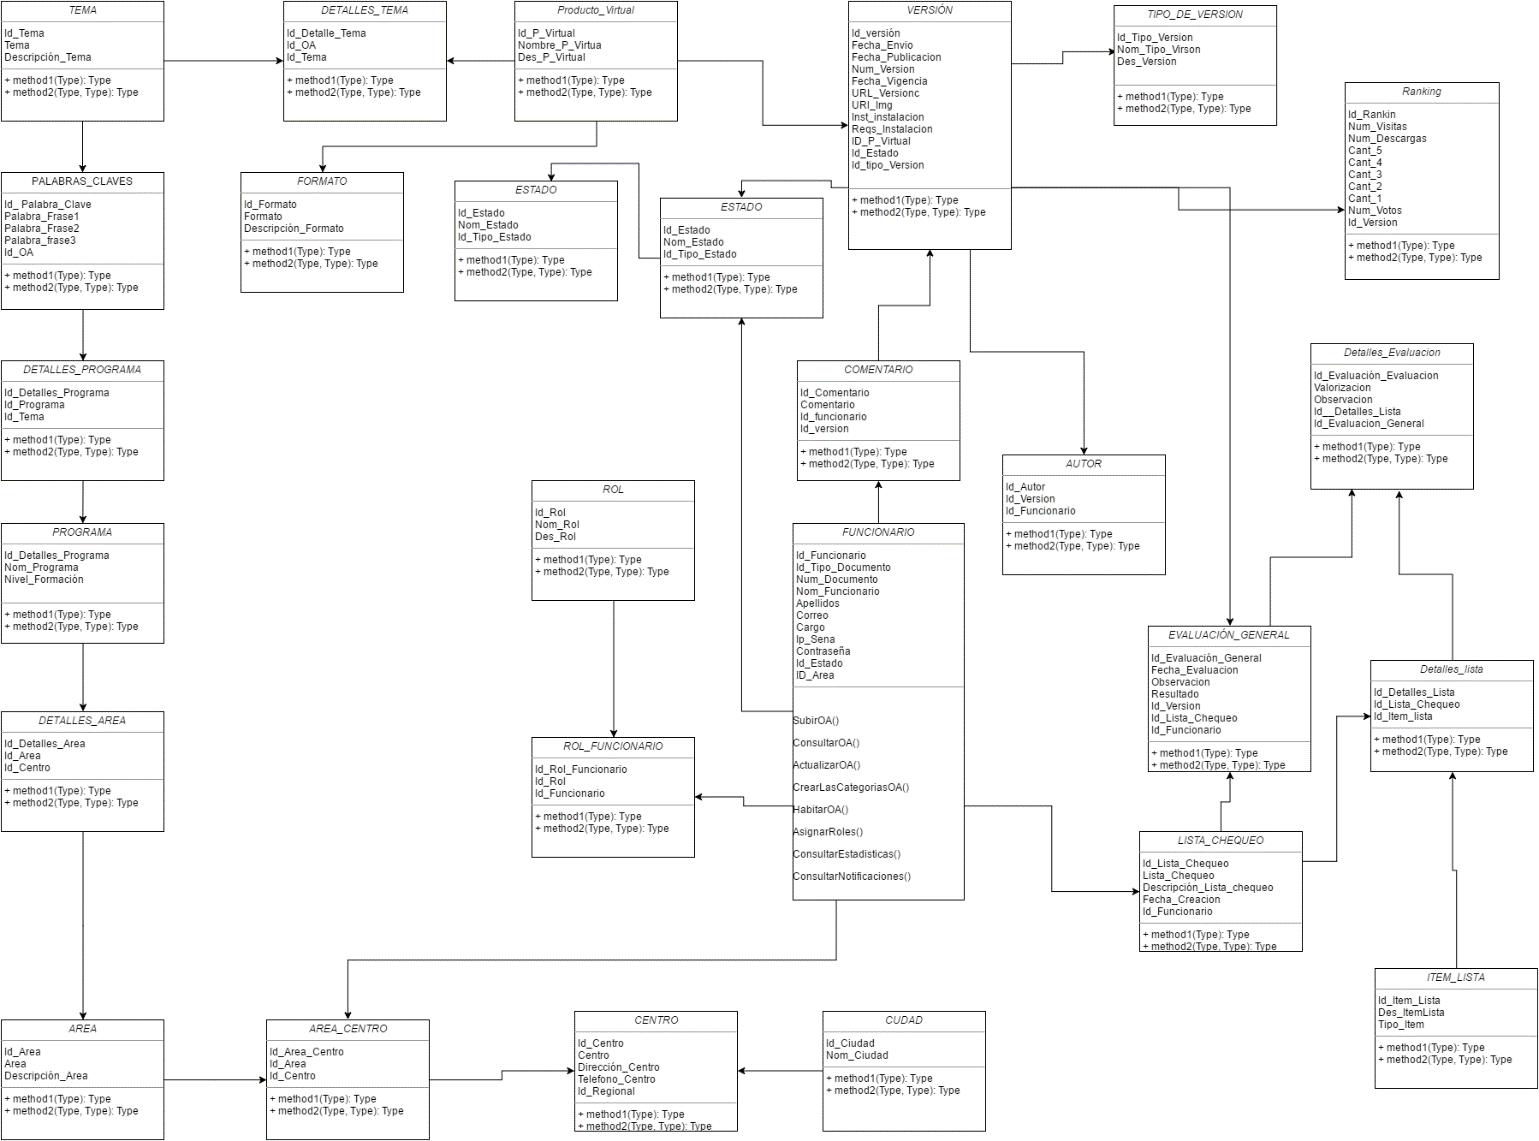 TEMA
Id_Tema
Tema
Descripción_Tema
+ method1(Type): Type
+ method2(Type, Type): Type
DETALLES_TEMA
Id_Detalle_Tema
Id_OA
Id_Tema
+ method1(Type): Type
+ method2(Type, Type): Type
Producto_Virtual
Id_P_Virtual
Nombre_P_Virtua
Des_P_Virtual
+ method1(Type): Type
+ method2(Type, Type): Type
VERSIÓN
Id_versión
Fecha_Envio
Fecha_Publicacion
Num_Version
Fecha_Vigencia
URL_Versionc
URl_Img
Inst_instalacion
Reqs_Instalacion
ID_P_Virtual
Id_Estado
Id_tipo_Version
+ method1(Type): Type
+ method2(Type, Type): Type
TIPO_DE_VERSION
Id_Tipo_Version
Nom_Tipo_Virson
Des_Version
+ method1(Type): Type
+ method2(Type, Type): Type
Ranking
Id_Rankin
Num_Visitas
Num_Descargas
Cant_5
Cant_4
Cant_3
Cant_2
Cant_1
Num_Votos
Id_Version
+ method1(Type): Type
+ method2(Type, Type): Type
PALABRAS_CLAVES
Id_ Palabra_Clave
Palabra_Frase1
Palabra_Frase2
Palabra_frase3
Id_OA
+ method1(Type): Type
+ method2(Type, Type): Type
FORMATO
Id_Formato
Formato
Descripción_Formato
+ method1(Type): Type
+ method2(Type, Type): Type
ESTADO
Id_Estado
Nom_Estado
Id_Tipo_Estado
+ method1(Type): Type
+ method2(Type, Type): Type
ESTADO
Id_Estado
Nom_Estado
Id_Tipo_Estado
+ method1(Type): Type
+ method2(Type, Type): Type
DETALLES_PROGRAMA
Id_Detalles_Programa
Id_Programa
Id_Tema
+ method1(Type): Type
+ method2(Type, Type): Type
COMENTARIO
Id_Comentario
Comentario
Id_funcionario
Id_version
+ method1(Type): Type
+ method2(Type, Type): Type
Detalles_Evaluacion
Id_Evaluación_Evaluacion
Valorizacion
Observacion
Id__Detalles_Lista
Id_Evaluacion_General
+ method1(Type): Type
+ method2(Type, Type): Type
AUTOR
Id_Autor
Id_Version
Id_Funcionario
+ method1(Type): Type
+ method2(Type, Type): Type
ROL
Id_Rol
Nom_Rol
Des_Rol
+ method1(Type): Type
+ method2(Type, Type): Type
PROGRAMA
Id_Detalles_Programa
Nom_Programa
Nivel_Formación
+ method1(Type): Type
+ method2(Type, Type): Type
FUNCIONARIO
Id_Funcionario
Id_Tipo_Documento
Num_Documento
Nom_Funcionario
Apellidos
Correo
Cargo
Ip_Sena
Contraseña
Id_Estado
ID_Area
SubirOA()
ConsultarOA()
ActualizarOA()
CrearLasCategoriasOA()
HabitarOA()
AsignarRoles()
ConsultarEstadisticas()
ConsultarNotificaciones()
EVALUACIÓN_GENERAL
Id_Evaluación_General
Fecha_Evaluacion
Observacion
Resultado
Id_Version
Id_Lista_Chequeo
Id_Funcionario
+ method1(Type): Type
+ method2(Type, Type): Type
Detalles_lista
Id_Detalles_Lista
Id_Lista_Chequeo
Id_Item_lista
+ method1(Type): Type
+ method2(Type, Type): Type
DETALLES_AREA
Id_Detalles_Area
Id_Area
Id_Centro
+ method1(Type): Type
+ method2(Type, Type): Type
ROL_FUNCIONARIO
Id_Rol_Funcionario
Id_Rol
Id_Funcionario
+ method1(Type): Type
+ method2(Type, Type): Type
LISTA_CHEQUEO
Id_Lista_Chequeo
Lista_Chequeo
Descripción_Lista_chequeo
Fecha_Creacion
Id_Funcionario
+ method1(Type): Type
+ method2(Type, Type): Type
ITEM_LISTA
Id_Item_Lista
Des_ItemLista
Tipo_Item
+ method1(Type): Type
+ method2(Type, Type): Type
AREA
Id_Area
Area
Descripción_Area
+ method1(Type): Type
+ method2(Type, Type): Type
AREA_CENTRO
Id_Area_Centro
Id_Area
Id_Centro
+ method1(Type): Type
+ method2(Type, Type): Type
CENTRO
Id_Centro
Centro
Dirección_Centro
Telefono_Centro
Id_Regional
+ method1(Type): Type
+ method2(Type, Type): Type
CUDAD
Id_Ciudad
Nom_Ciudad
+ method1(Type): Type
+ method2(Type, Type): Type